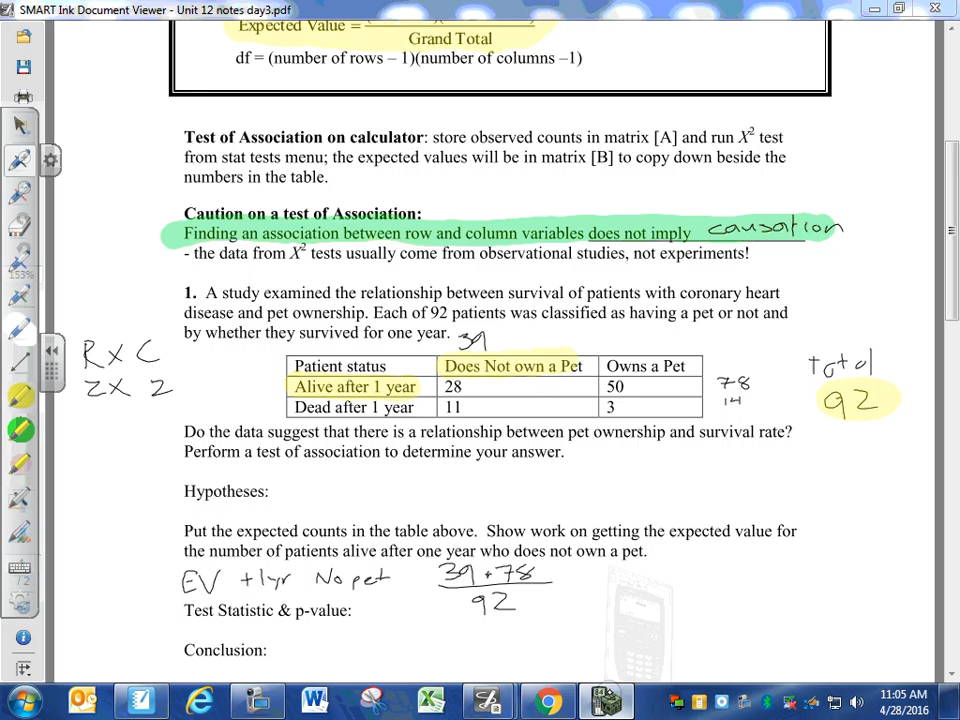 SMART Ink Document Viewer - Unit 12 notes day3.pdf
Expected Value =
Grand Total
df = (number of rows – 1)(number of columns –1)
Test of Association on calculator: store observed counts in matrix [A] and run X² test
from stat tests menu; the expected values will be in matrix [B] to copy down beside the
numbers in the table.
Caution on a test of Association:
Finding an association between row and column variables does not imply causation
- the data from X² tests usually come from observational studies, not experiments!
1. A study examined the relationship between survival of patients with coronary heart
disease and pet ownership. Each of 92 patients was classified as having a pet or not and
by whether they survived for one year.
39
R x C
2 x 2
Patient status Does Not own a Pet Owns a Pet
Alive after 1 year 28 50 78
Dead after 1 year 11 3 14
total
92
Do the data suggest that there is a relationship between pet ownership and survival rate?
Perform a test of association to determine your answer.
Hypotheses:
Put the expected counts in the table above. Show work on getting the expected value for
the number of patients alive after one year who does not own a pet.
EV +1yr No pet 39 * 78
92
Test Statistic & p-value:
Conclusion:
153%
/ 2
11:05 AM
4/28/2016